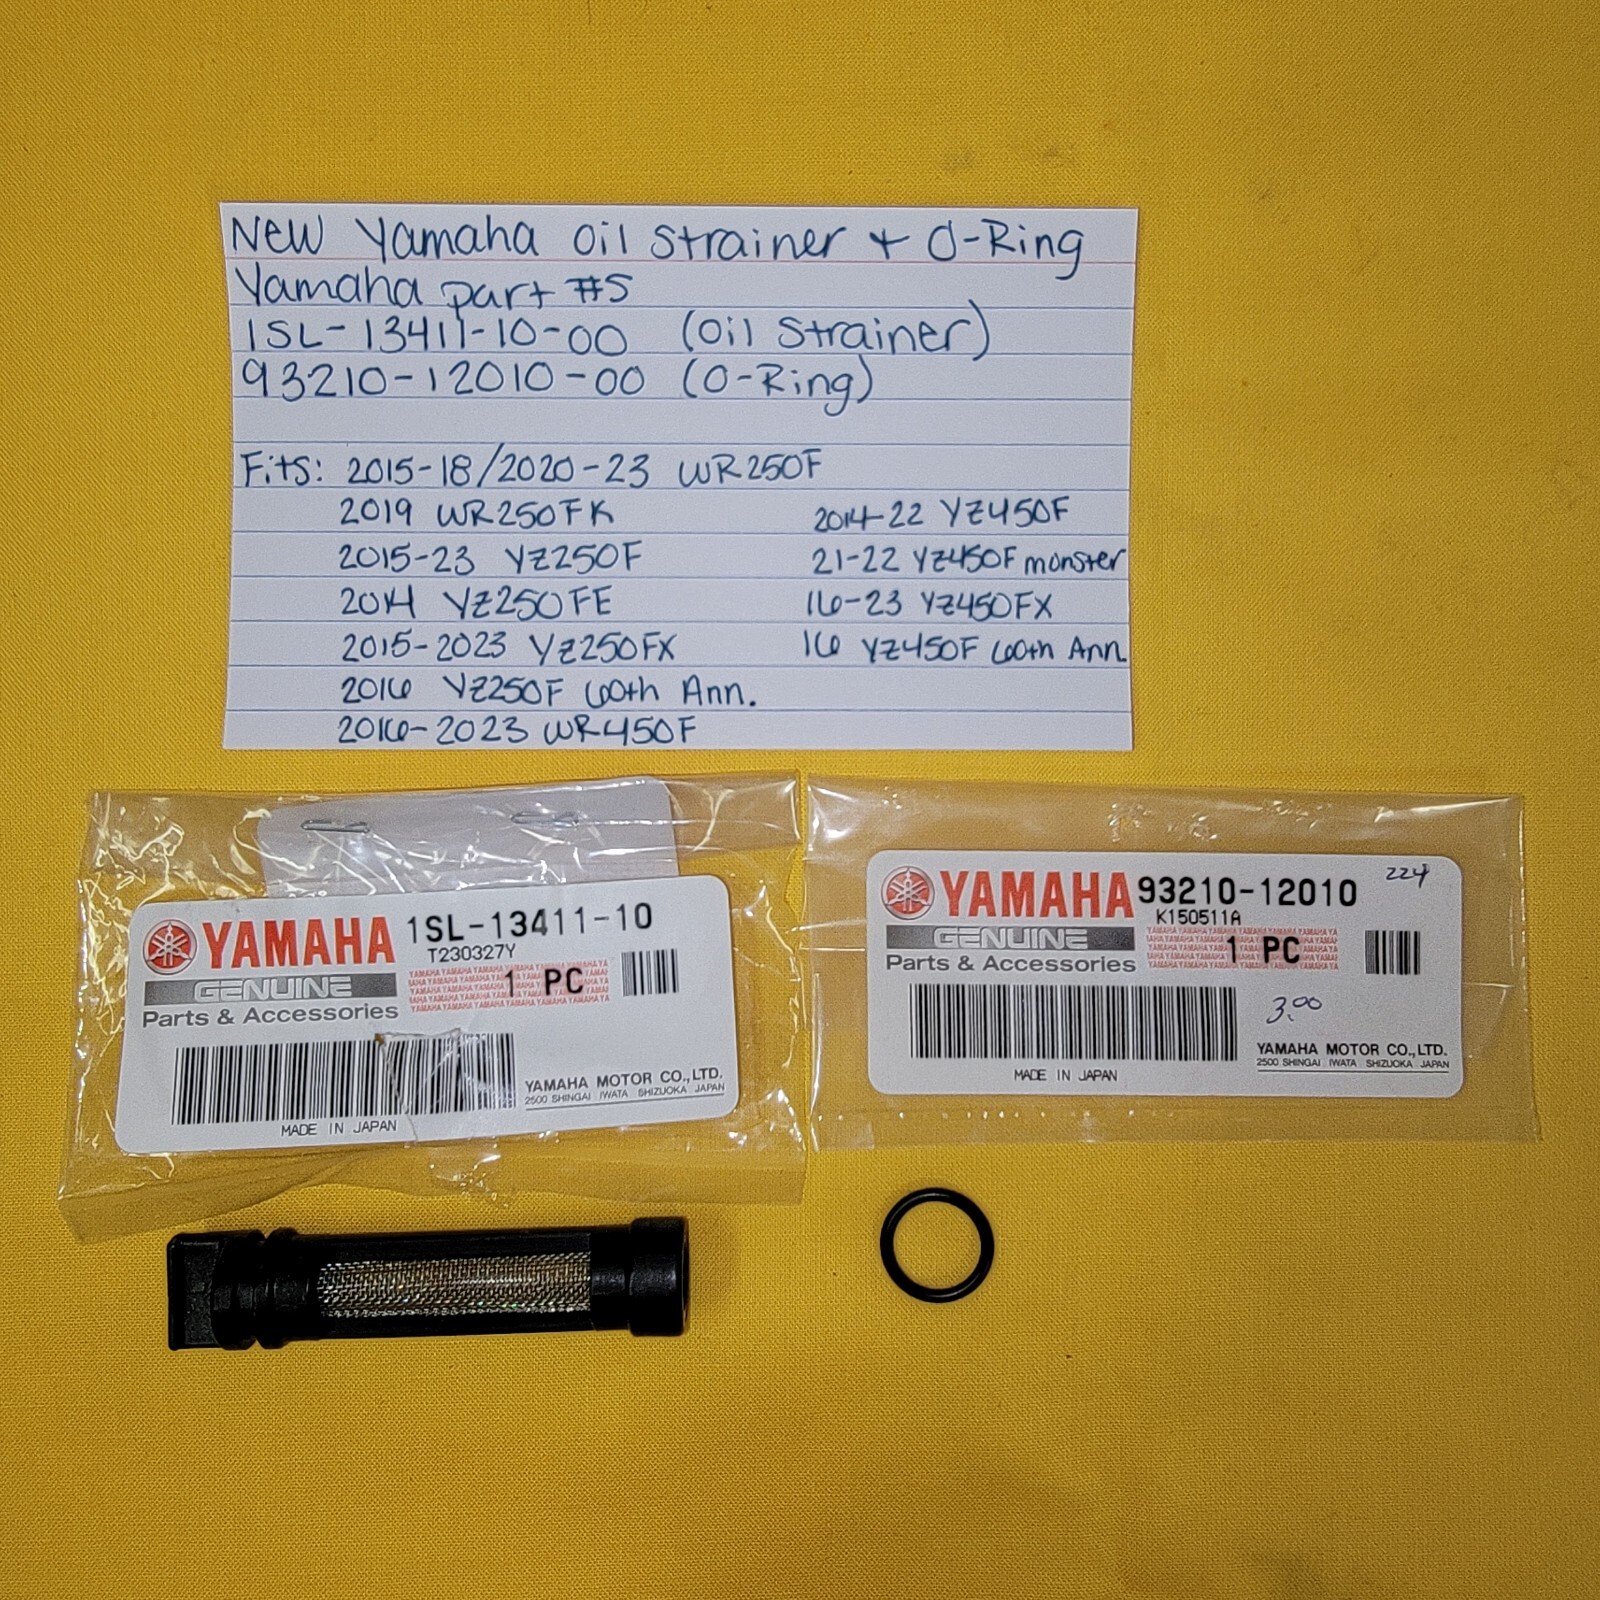 New Yamaha Oil Strainer + O-Ring
Yamaha part #s
1SL-13411-10-00 (Oil Strainer)
93210-12010-00 (O-Ring)
Fits: 2015-18/2020-23 WR250F
2019 WR250FK
2015-23 YZ250F
2014 YZ250FE
2015-2023 YZ250FX
2016 YZ250F 60th Ann.
2016-2023 WR450F
2014-22 YZ450F
21-22 YZ450F monster
16-23 YZ450FX
16 YZ450F 60th Ann.
YAMAHA 1SL-13411-10
T230327Y
GENUINE
1 PC
Parts & Accessories
YAMAHA MOTOR CO.,LTD.
2500 SHINGAI IWATA SHIZUOKA JAPAN
MADE IN JAPAN
224
YAMAHA 93210-12010
K150511A
GENUINE
1 PC
Parts & Accessories
3.00
YAMAHA MOTOR CO.,LTD.
2500 SHINGAI IWATA SHIZUOKA JAPAN
MADE IN JAPAN